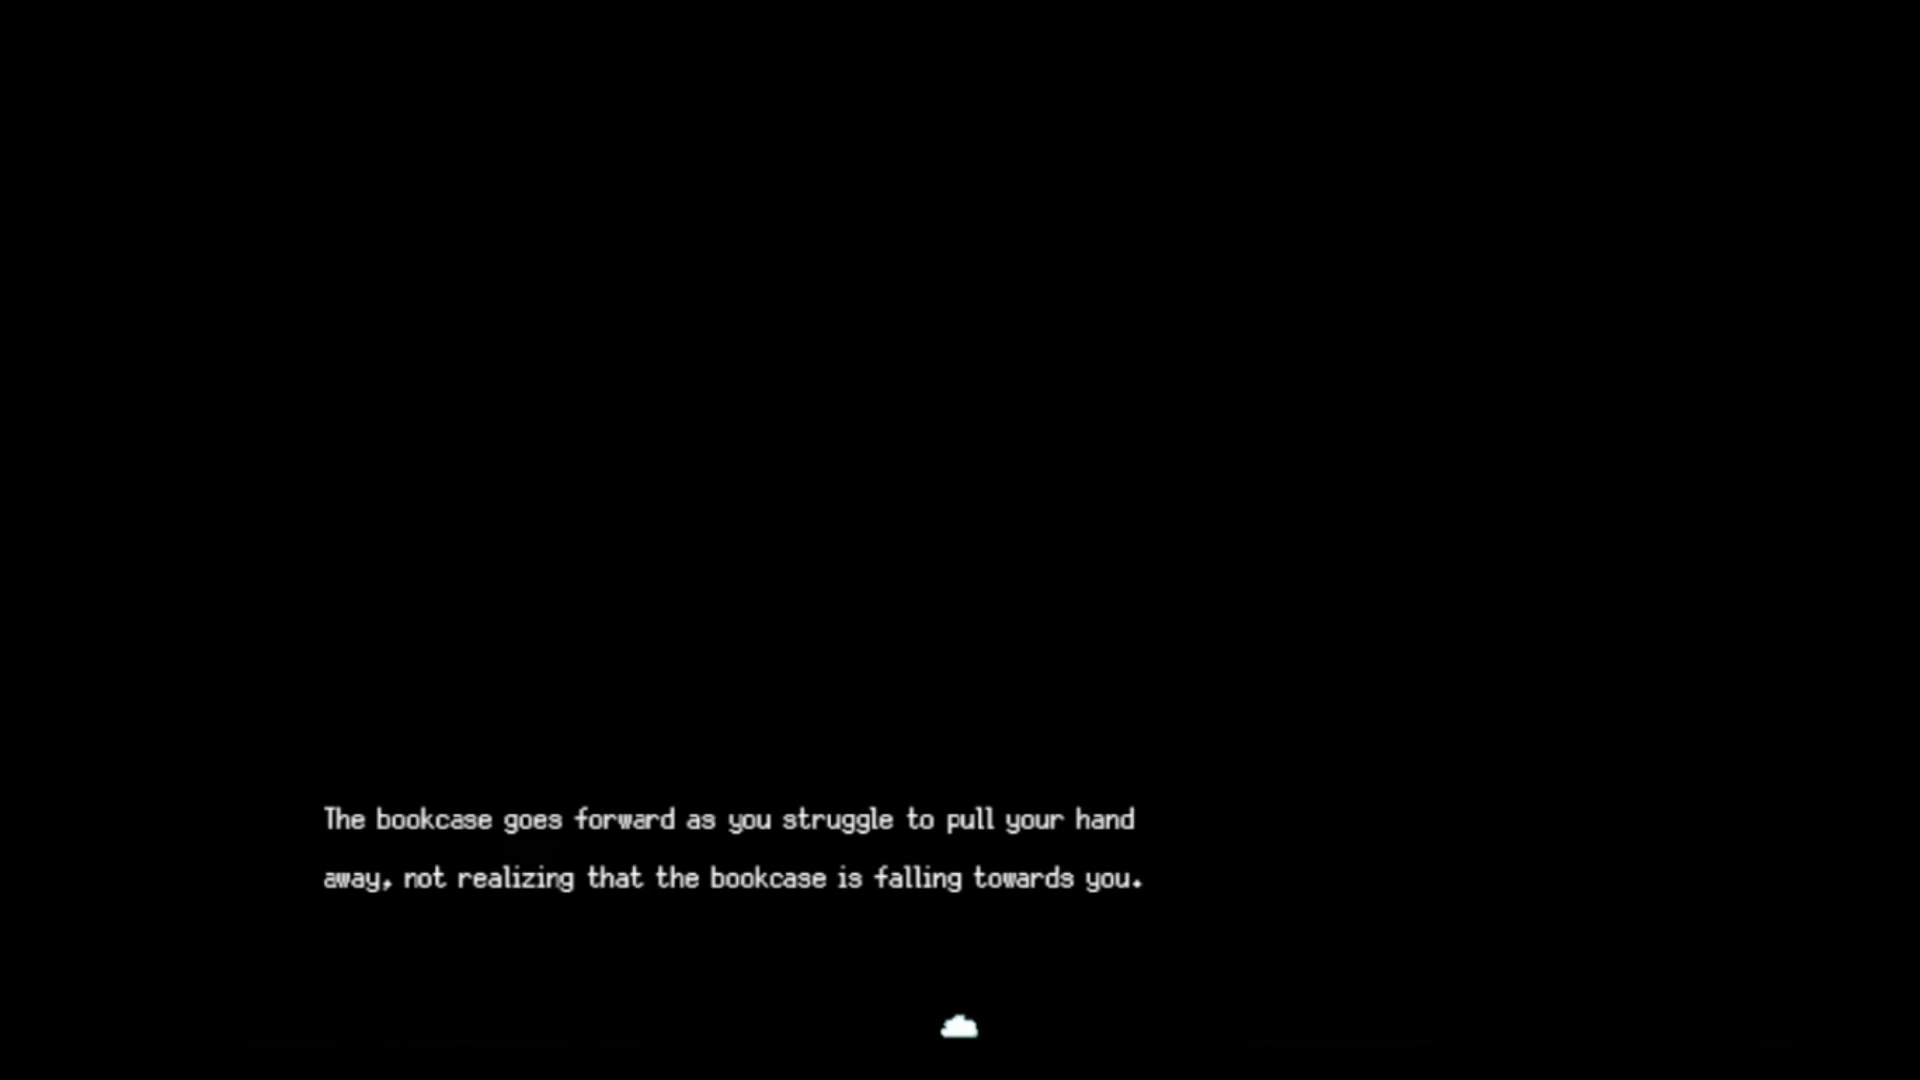 The bookcase goes forward as you struggle to pull your hand
away, not realizing that the bookcase is falling towards you.